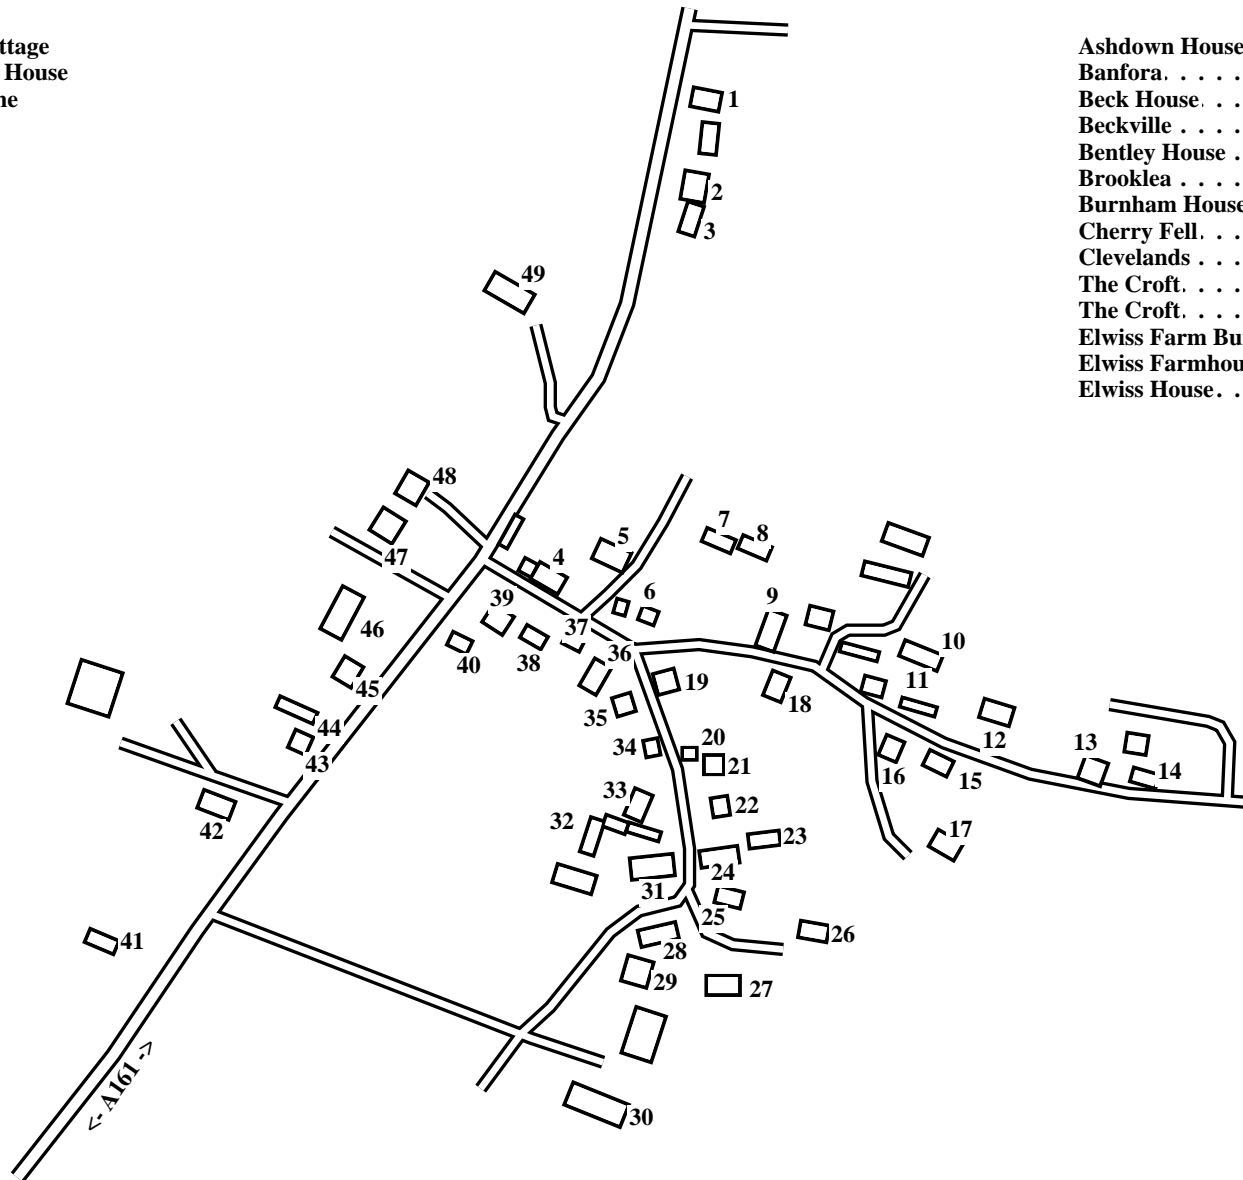 ttage
House
ne
Ashdown House
Banfora. . . . .
Beck House. . .
Beckville . . . .
Bentley House .
Brooklea . . . .
Burnham House
Cherry Fell. . .
Clevelands . . .
The Croft. . . .
The Croft. . . .
Elwiss Farm Bu
Elwiss Farmhou
Elwiss House. .
1
2
3
49
48
47
4
5
7
8
6
9
39
37
46
40
38
36
10
11
19
18
35
45
44
43
34
20
21
12
13
14
16
15
33
22
42
32
23
17
24
31
25
41
28
26
29
27
30
<- A161 ->